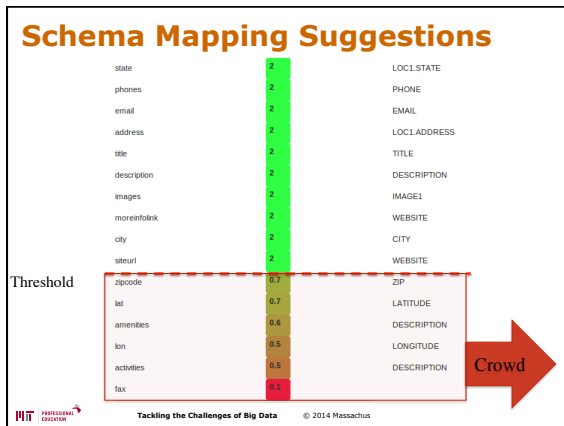 Schema Mapping Suggestions
state 2 LOC1.STATE
phones 2 PHONE
email 2 EMAIL
address 2 LOC1.ADDRESS
title 2 TITLE
description 2 DESCRIPTION
images 2 IMAGE1
moreinfolink 2 WEBSITE
city 2 CITY
siteurl 2 WEBSITE
Threshold
zipcode 0.7 ZIP
lat 0.7 LATITUDE
amenities 0.6 DESCRIPTION
lon 0.5 LONGITUDE
activities 0.5 DESCRIPTION
Crowd
fax 0.1
MIT PROFESSIONAL EDUCATION
Tackling the Challenges of Big Data © 2014 Massachus